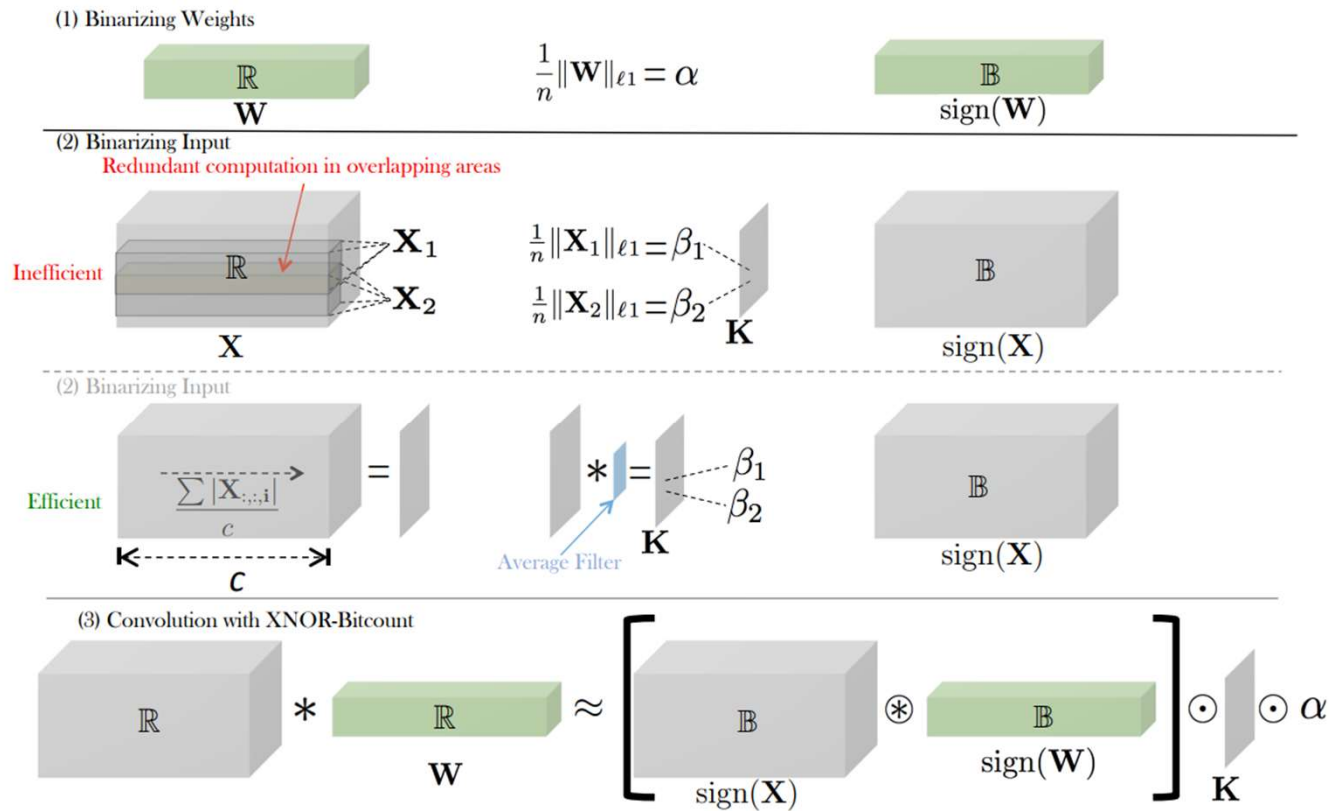 (1) Binarizing Weights
ℝ
W
1/n ‖W‖ℓ1 = α
𝔹
sign(W)
(2) Binarizing Input
Redundant computation in overlapping areas
Inefficient
ℝ
X₁
X₂
X
1/n ‖X₁‖ℓ1 = β₁
1/n ‖X₂‖ℓ1 = β₂
K
𝔹
sign(X)
(2) Binarizing Input
Efficient
∑ |X:,:,i|
c
c
=
* =
β₁
β₂
K
Average Filter
𝔹
sign(X)
(3) Convolution with XNOR-Bitcount
ℝ * ℝ ≈ [ 𝔹 ⊛ 𝔹 ] ⊙ ⊙ α
W
sign(X)
sign(W)
K